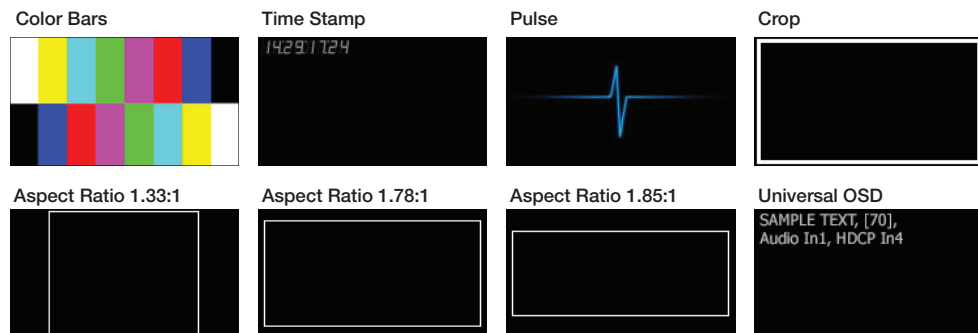 Color Bars
Time Stamp
Pulse
Crop
14:29:17:24
Aspect Ratio 1.33:1
Aspect Ratio 1.78:1
Aspect Ratio 1.85:1
Universal OSD
SAMPLE TEXT, [70],
Audio In1, HDCP In4